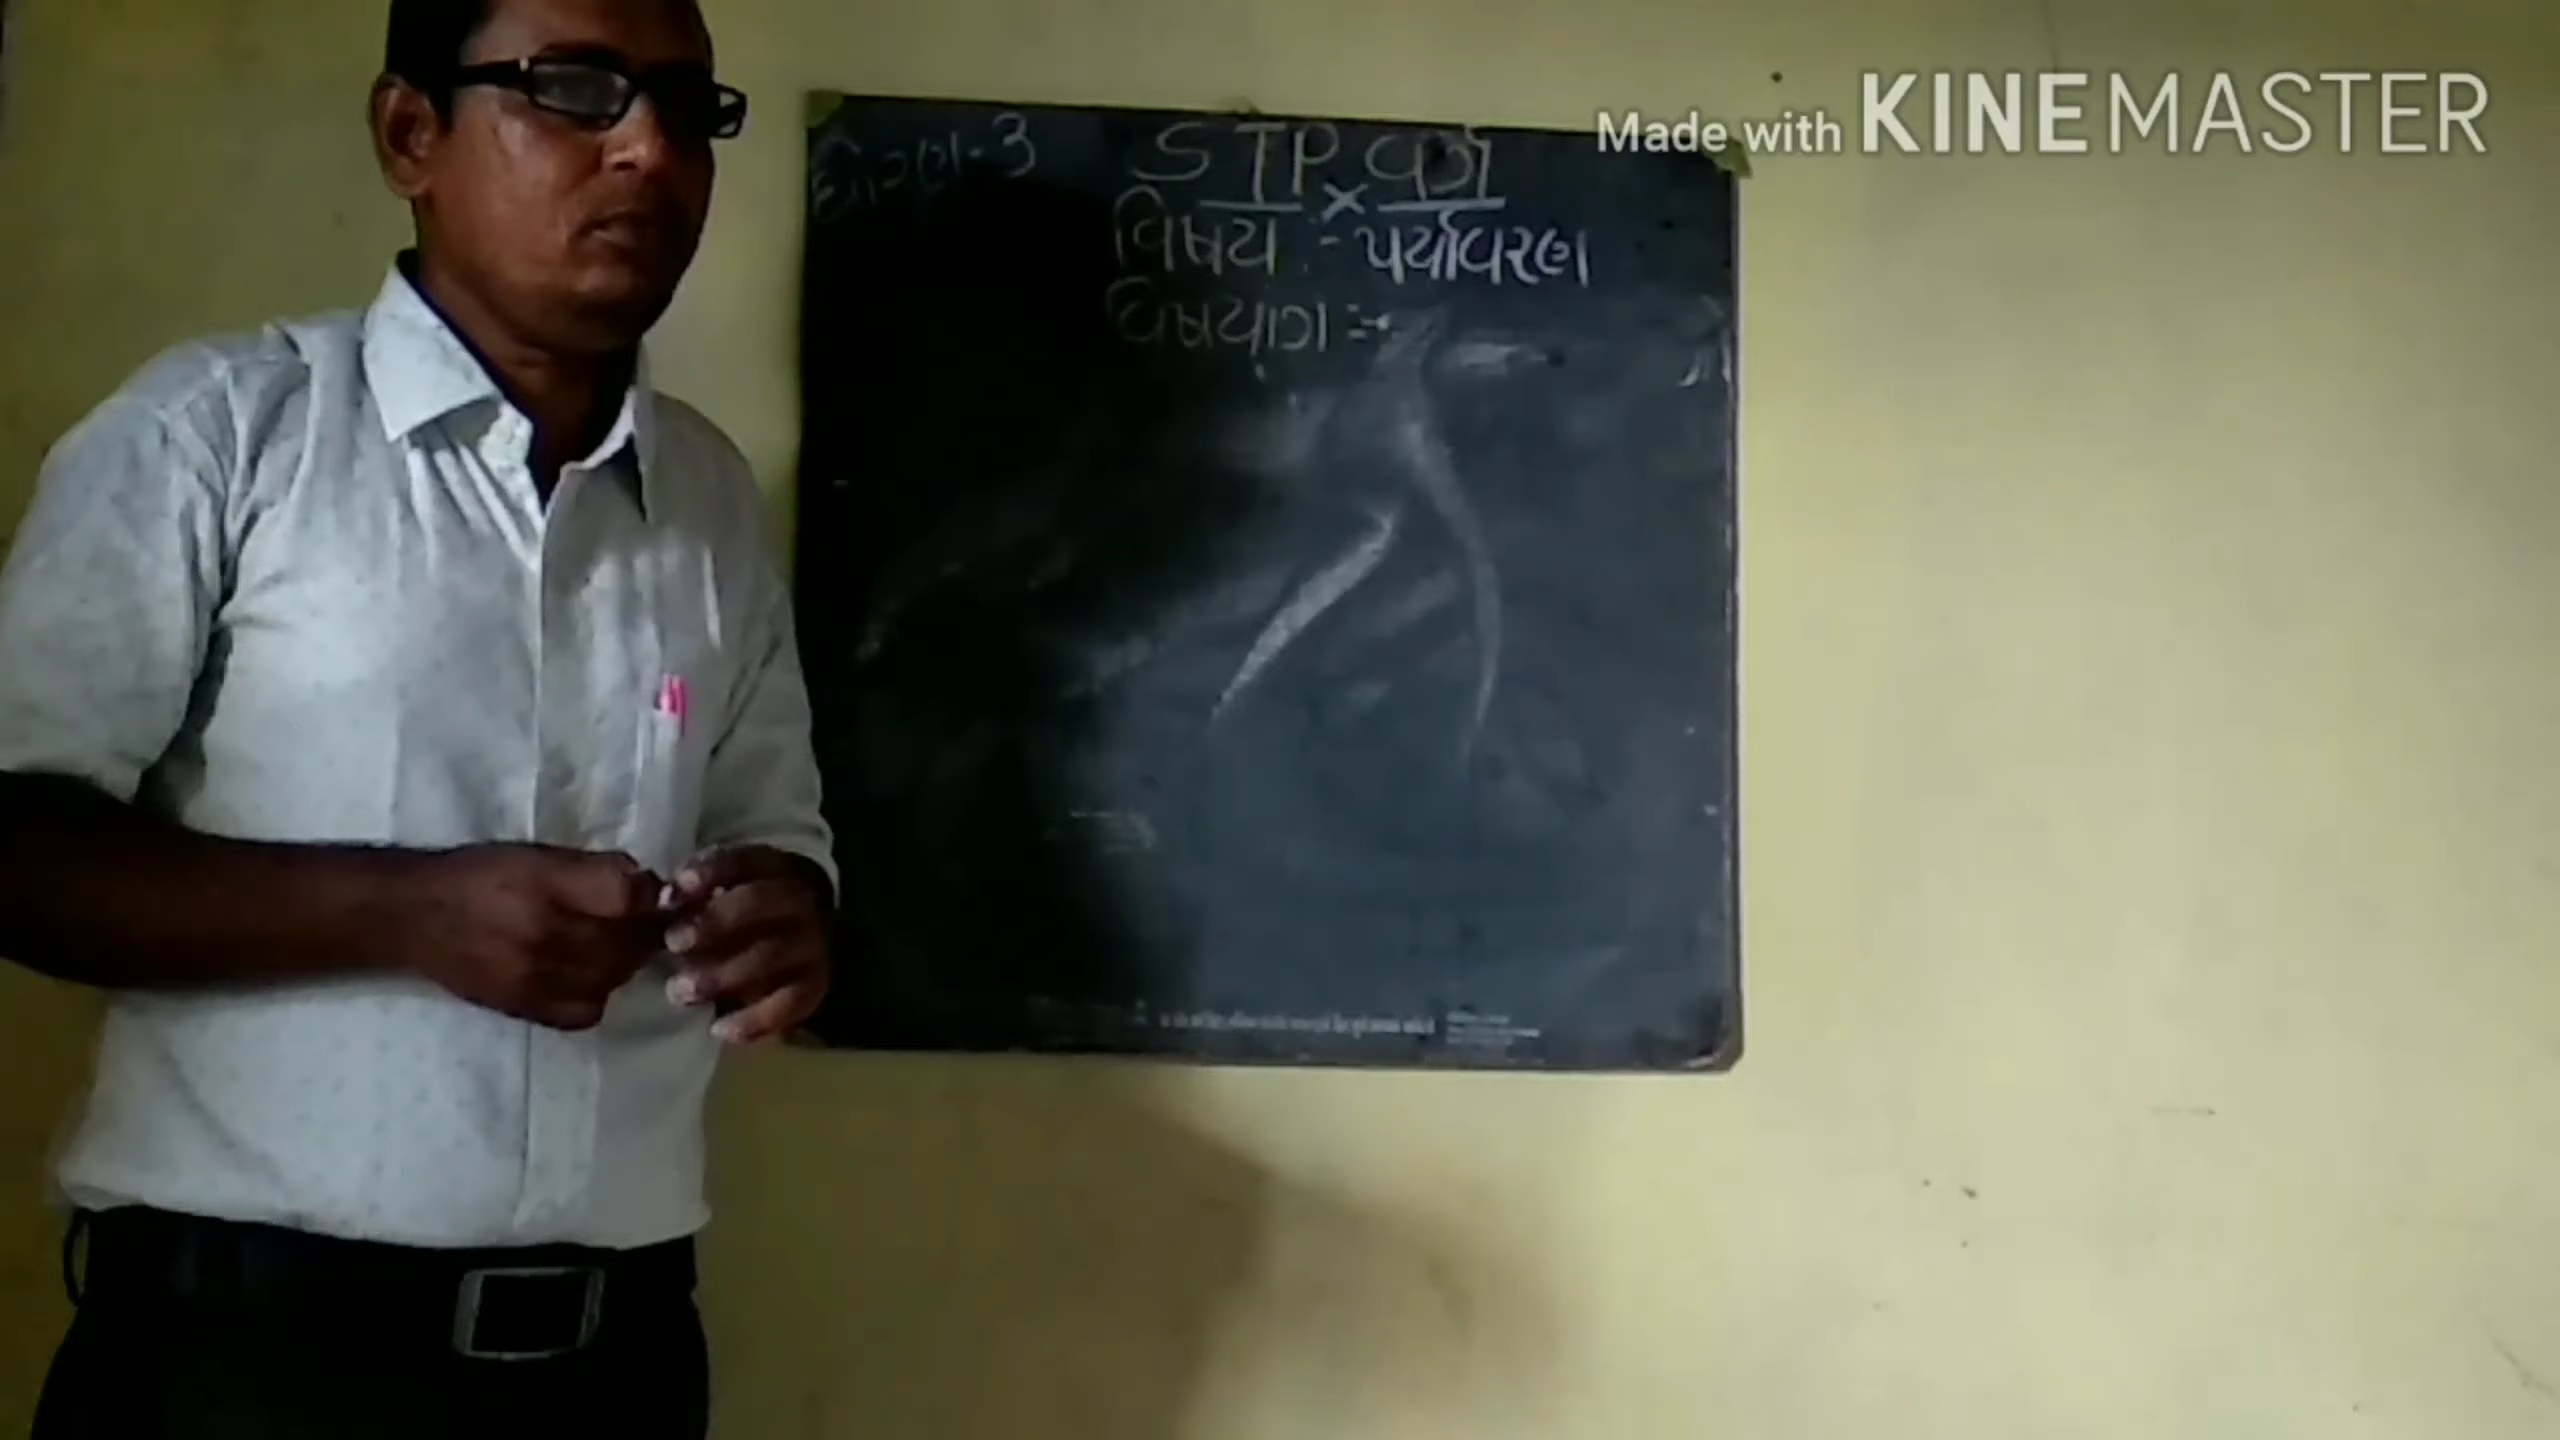 Made with KINEMASTER
ધોરણ-3
STP વર્ગ
×
વિષય :- પર્યાવરણ
વિષયાંગ :-